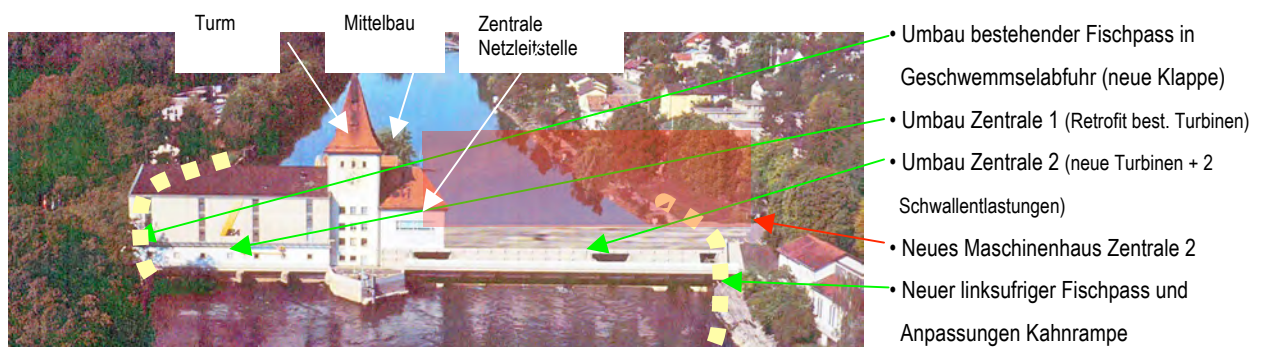 Turm
Mittelbau
Zentrale
Netzleitstelle
• Umbau bestehender Fischpass in
Geschwemmselabfuhr (neue Klappe)
• Umbau Zentrale 1 (Retrofit best. Turbinen)
• Umbau Zentrale 2 (neue Turbinen + 2
Schwallentlastungen)
• Neues Maschinenhaus Zentrale 2
• Neuer linksufriger Fischpass und
Anpassungen Kahnrampe